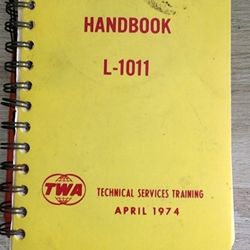 HANDBOOK
L-1011
TWA
TECHNICAL SERVICES TRAINING
APRIL 1974